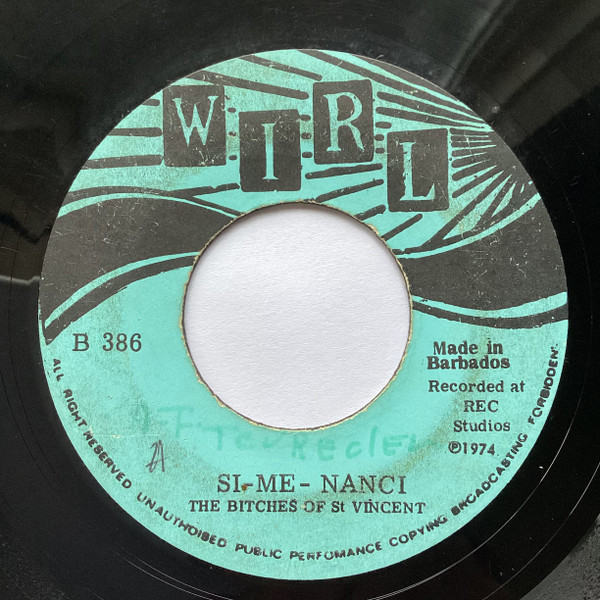 WIRL
B 386
Made in
Barbados
Recorded at
REC
Studios
℗1974
SI-ME-NANCI
THE BITCHES OF St VINCENT
ALL RIGHT RESERVED UNAUTHORISED PUBLIC PERFOMANCE COPYING BROADCASTING FORBIDDEN.